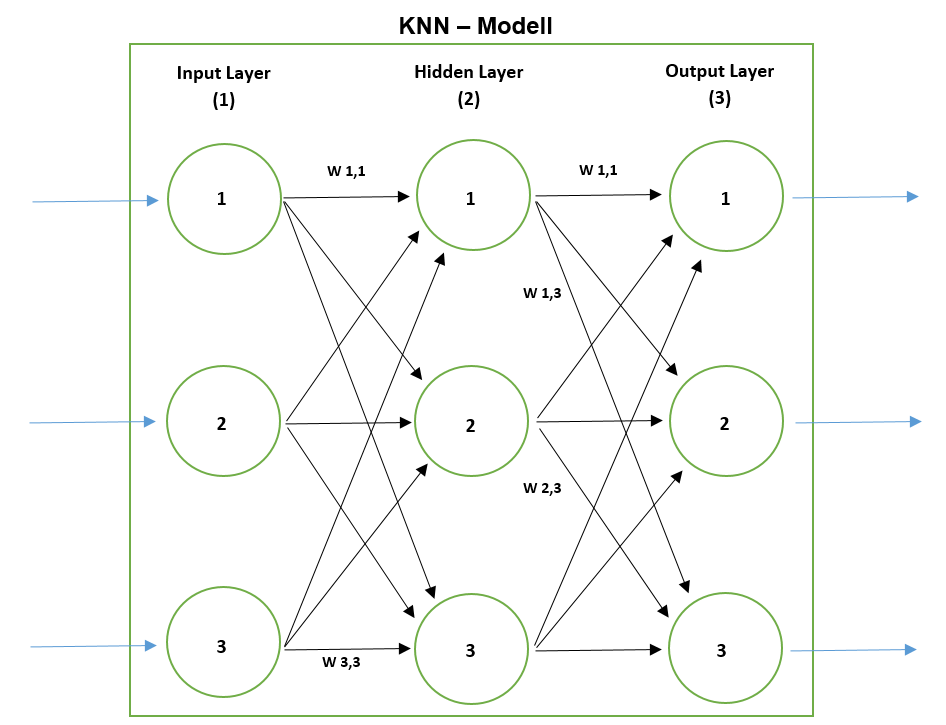 KNN – Modell
Input Layer
(1)
Hidden Layer
(2)
Output Layer
(3)
W 1,1
W 1,1
1
1
1
W 1,3
2
2
2
W 2,3
3
3
3
W 3,3